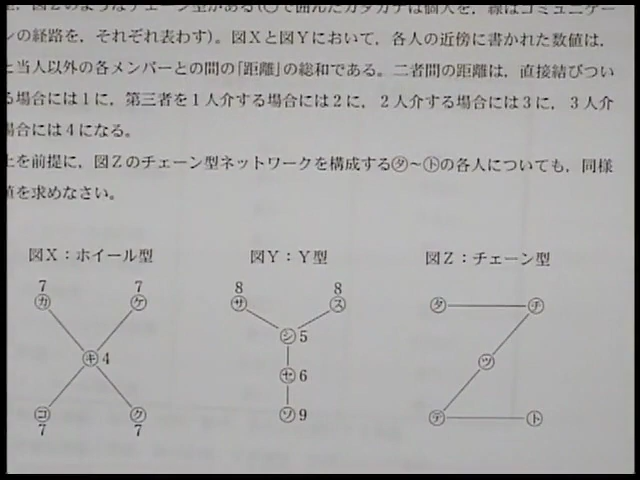 図Zのようなチェーン型がある(○で囲んだカタカナは個人を,線はコミュニケー
ンの経路を,それぞれ表わす)。図Xと図Yにおいて,各人の近傍に書かれた数値は,
と当人以外の各メンバーとの間の「距離」の総和である。二者間の距離は,直接結びつい
る場合には1に,第三者を1人介する場合には2に,2人介する場合には3に,3人介
場合には4になる。
上を前提に,図Zのチェーン型ネットワークを構成する㋟~㋣の各人についても,同様
値を求めなさい。
図X:ホイール型 図Y:Y型 図Z:チェーン型
7 7 8 8
㋕ ㋘ ㋚ ㋜ ㋟ ㋠
㋛ 5
㋖ 4 ㋡
㋝ 6
㋙ ㋗ ㋞ 9 ㋢ ㋣
7 7